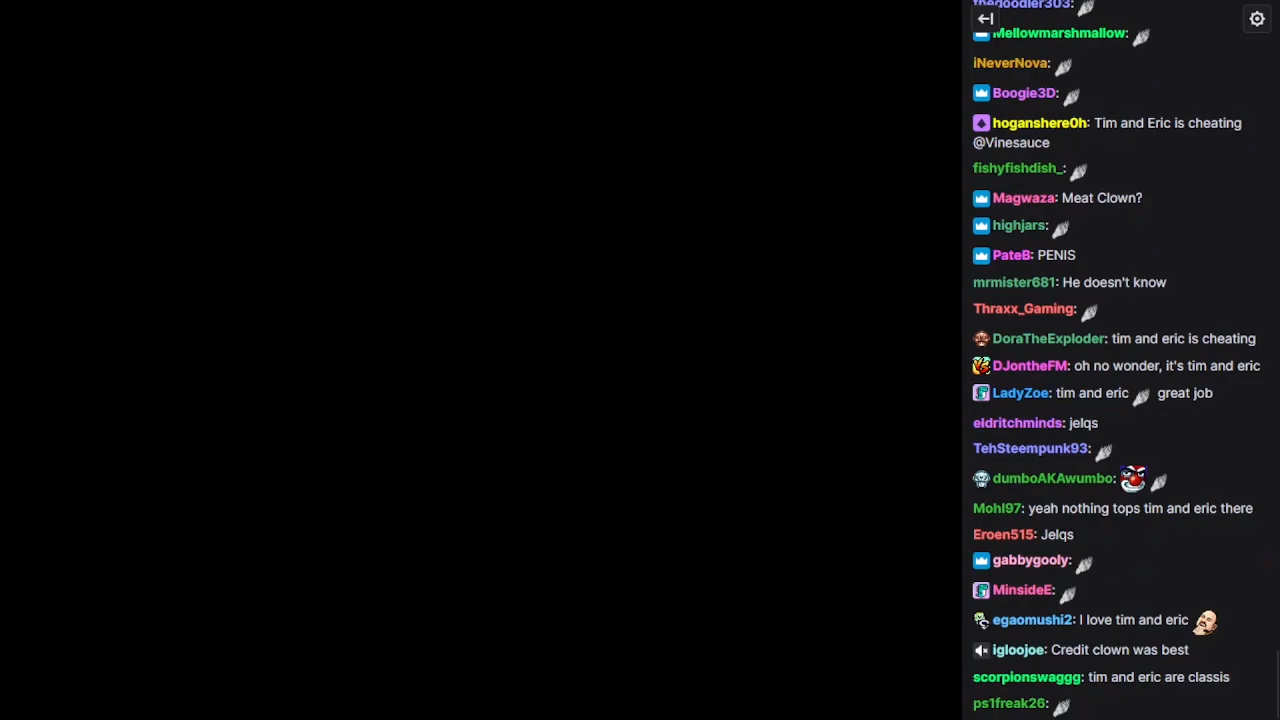 thedoodler303:
Mellowmarshmallow:
iNeverNova:
Boogie3D:
hoganshere0h: Tim and Eric is cheating
@Vinesauce
fishyfishdish_:
Magwaza: Meat Clown?
highjars:
PateB: PENIS
mrmister681: He doesn't know
Thraxx_Gaming:
DoraTheExploder: tim and eric is cheating
DJontheFM: oh no wonder, it's tim and eric
LadyZoe: tim and eric great job
eldritchminds: jelqs
TehSteempunk93:
dumboAKAwumbo:
Mohl97: yeah nothing tops tim and eric there
Eroen515: Jelqs
gabbygooly:
MinsideE:
egaomushi2: I love tim and eric
igloojoe: Credit clown was best
scorpionswaggg: tim and eric are classis
ps1freak26: